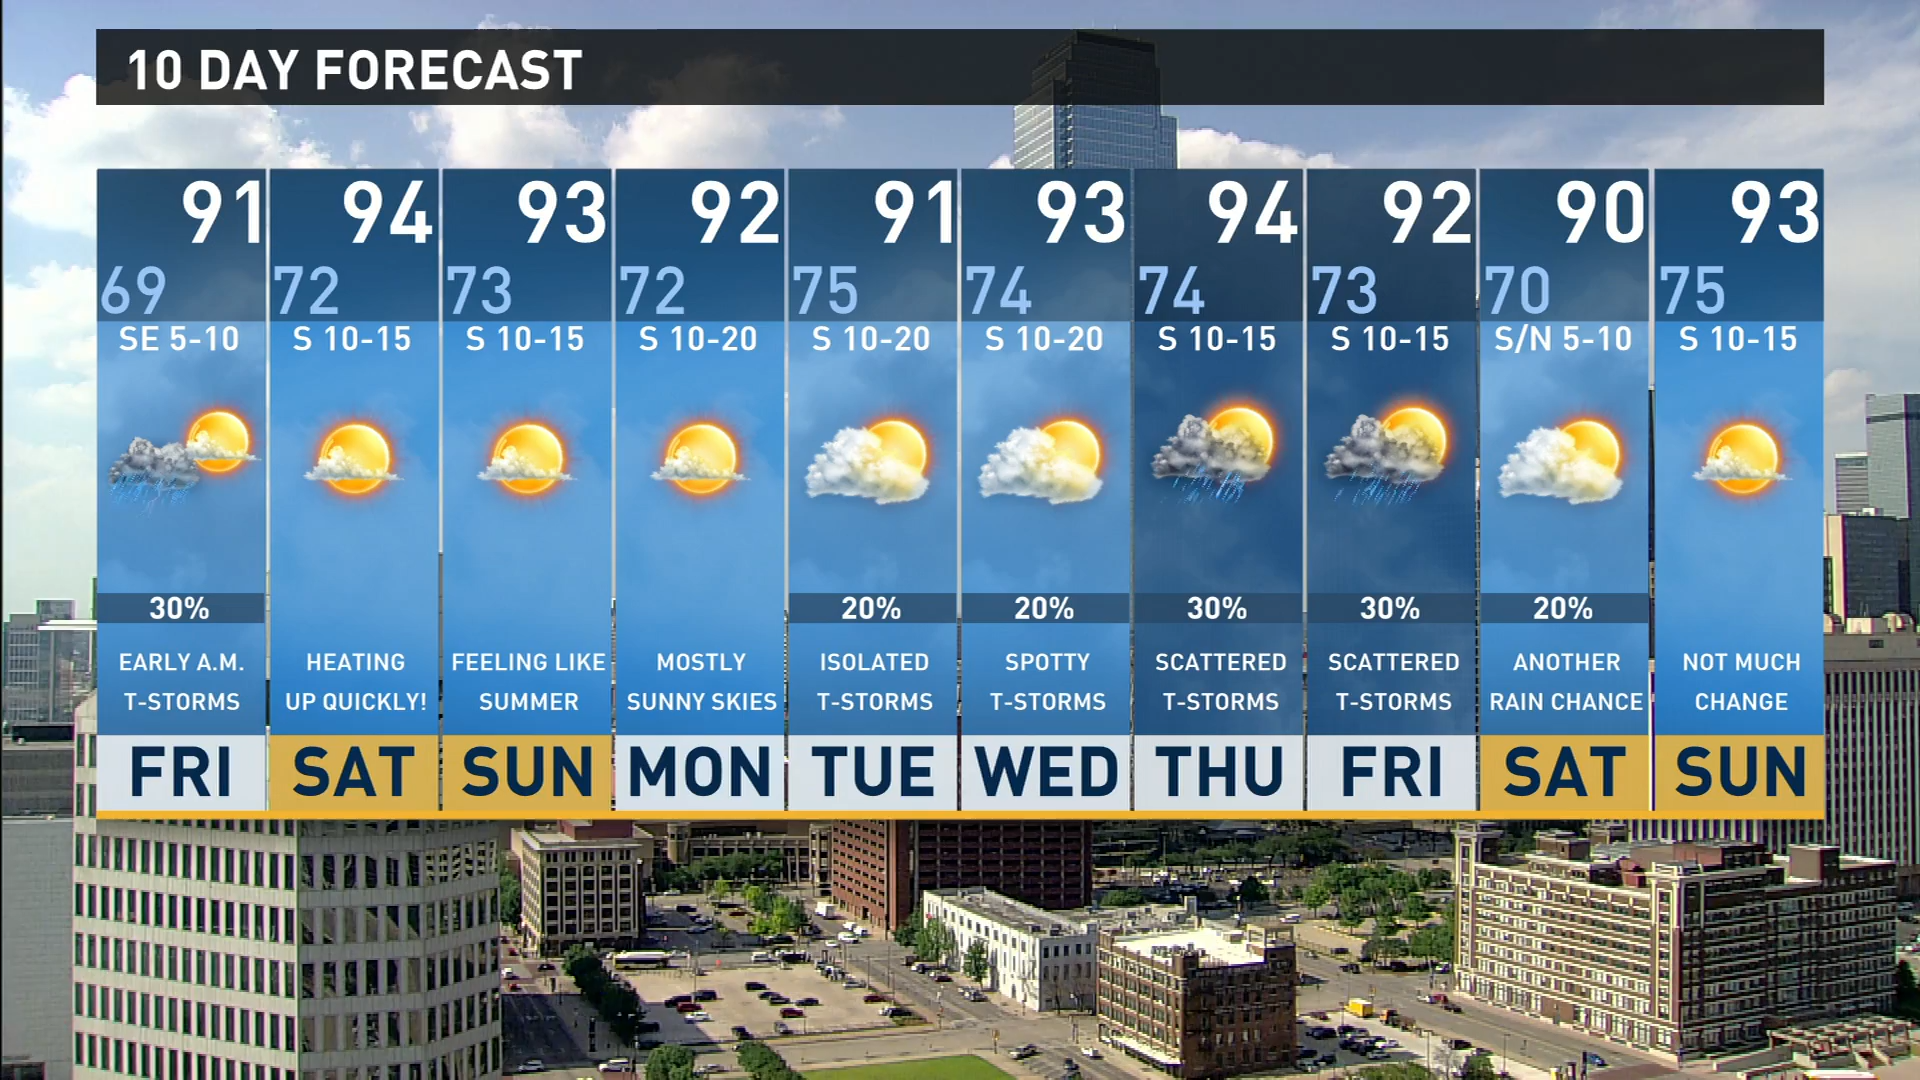 10 DAY FORECAST
91 94 93 92 91 93 94 92 90 93
69 72 73 72 75 74 74 73 70 75
SE 5-10 S 10-15 S 10-15 S 10-20 S 10-20 S 10-20 S 10-15 S 10-15 S/N 5-10 S 10-15
30% 20% 20% 30% 30% 20%
EARLY A.M. HEATING FEELING LIKE MOSTLY ISOLATED SPOTTY SCATTERED SCATTERED ANOTHER NOT MUCH
T-STORMS UP QUICKLY! SUMMER SUNNY SKIES T-STORMS T-STORMS T-STORMS T-STORMS RAIN CHANCE CHANGE
FRI SAT SUN MON TUE WED THU FRI SAT SUN